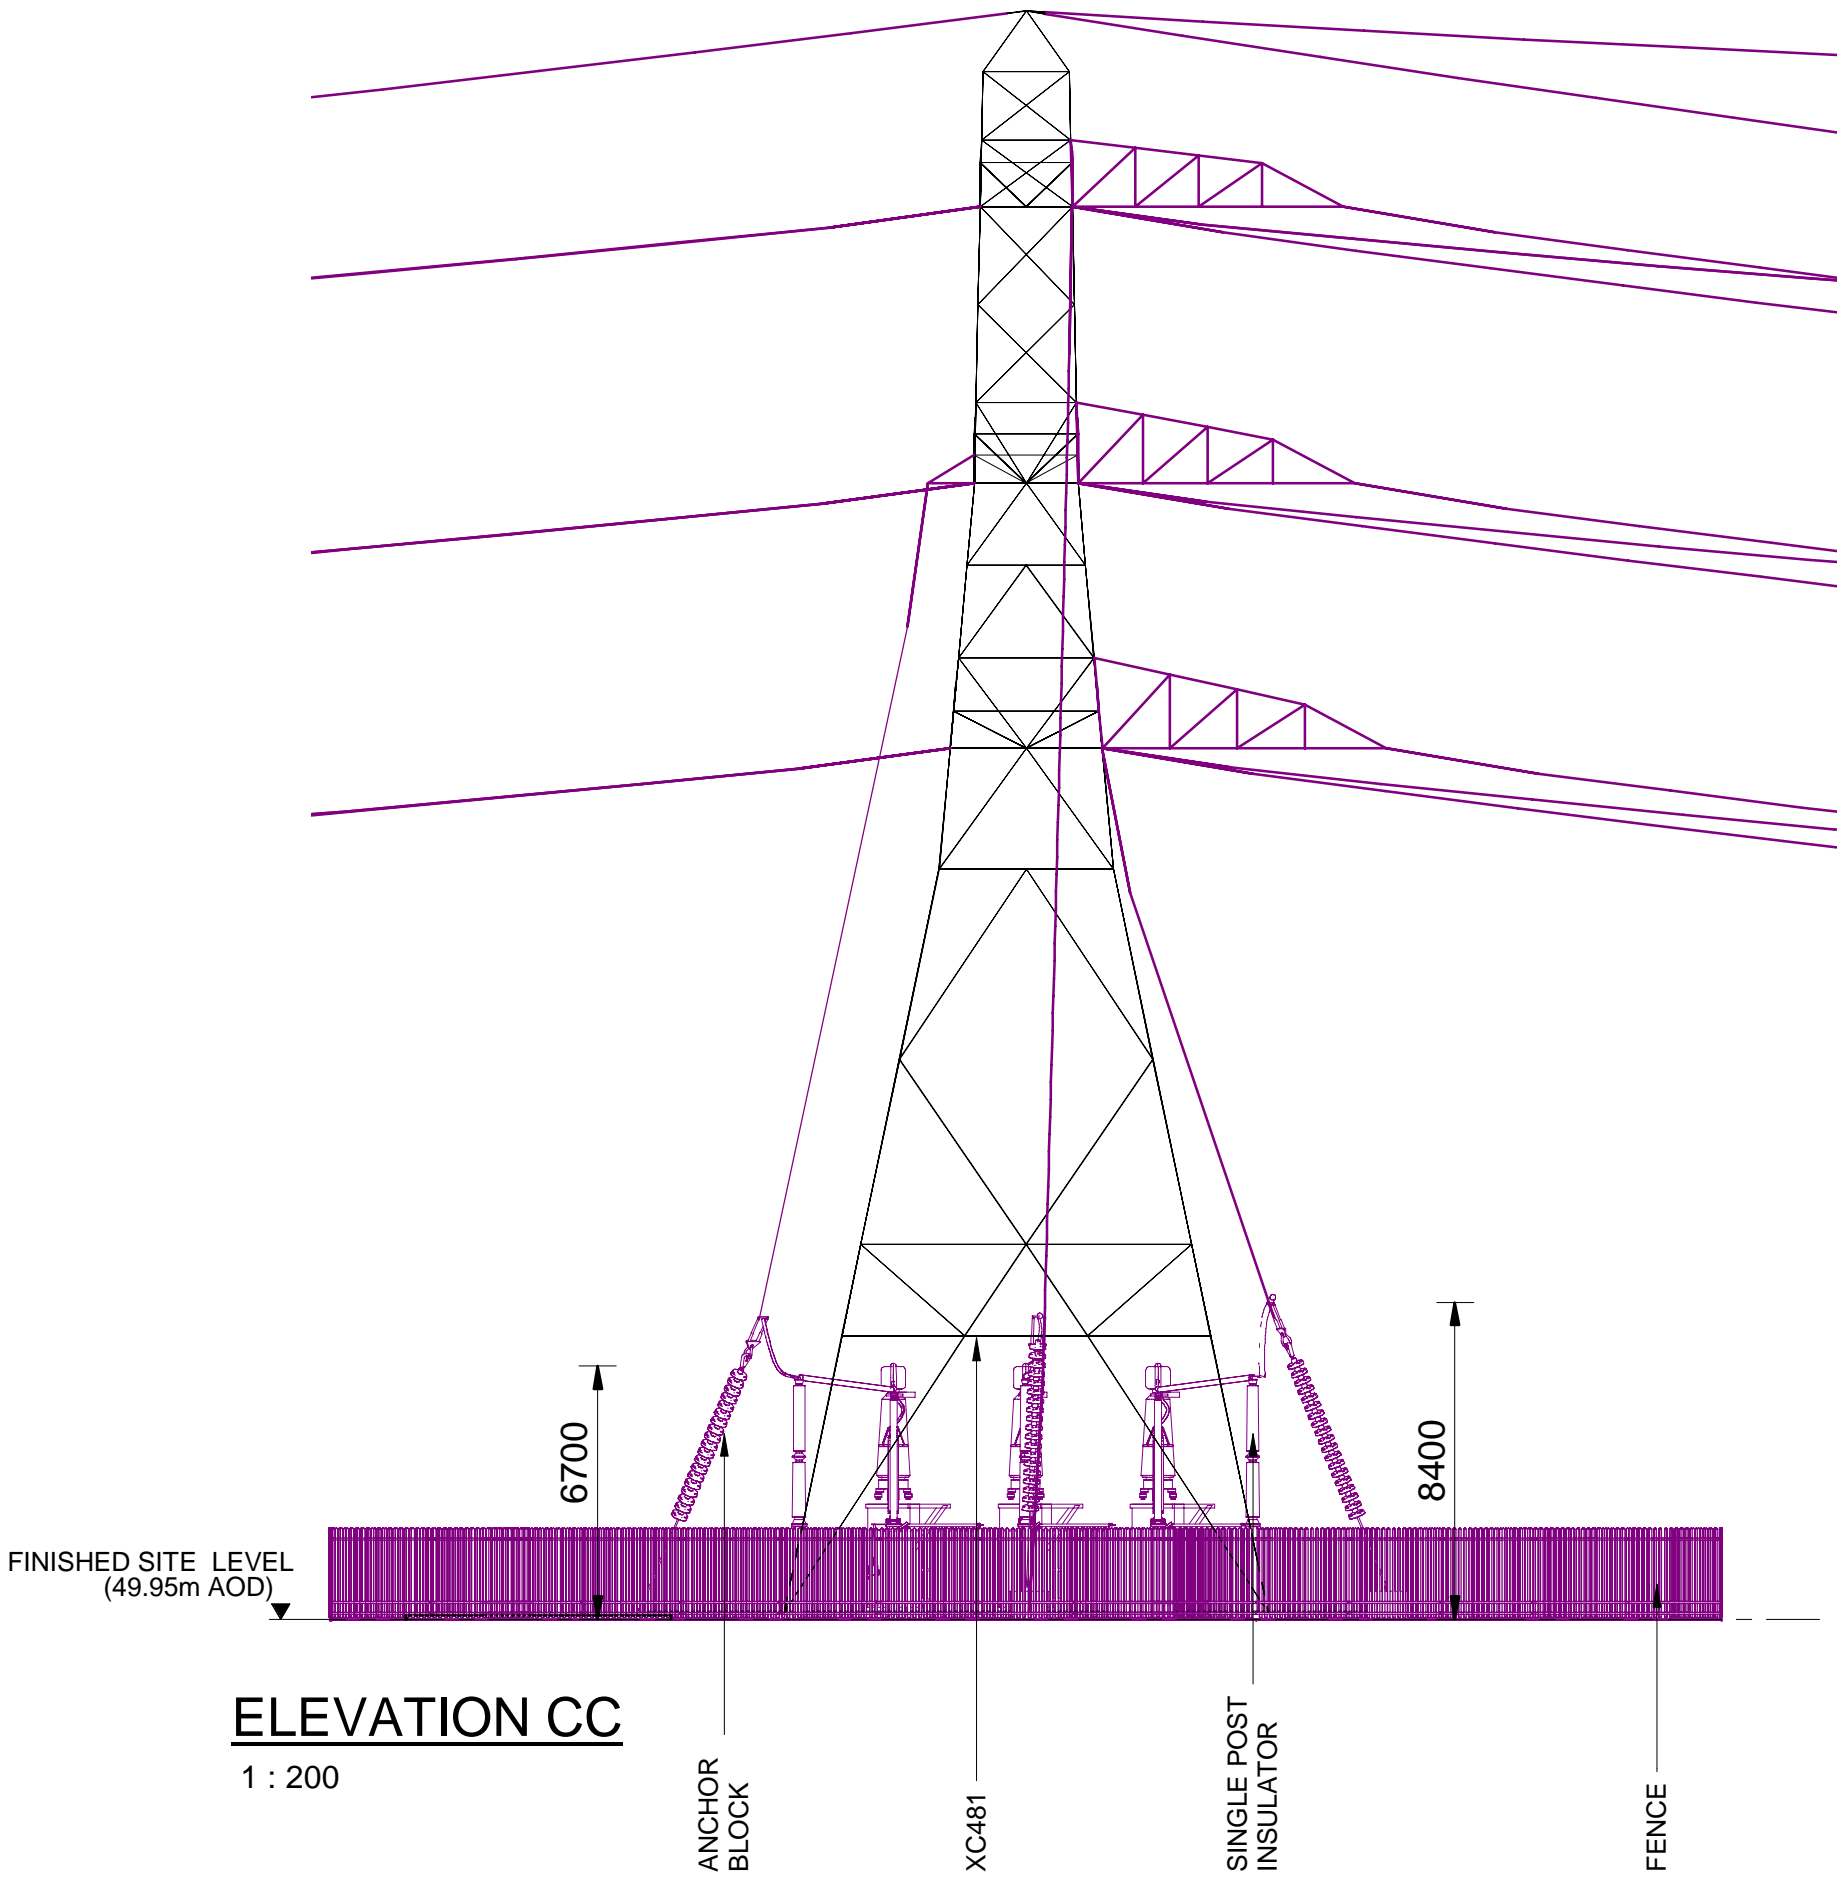 6700
8400
FINISHED SITE LEVEL
(49.95m AOD)
ELEVATION CC
1 : 200
ANCHOR
BLOCK
XC481
SINGLE POST
INSULATOR
FENCE